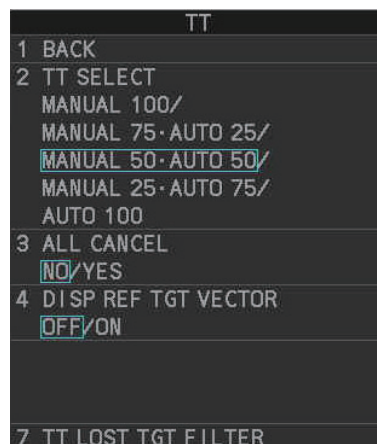 TT
1 BACK
2 TT SELECT
MANUAL 100/
MANUAL 75・AUTO 25/
MANUAL 50・AUTO 50/
MANUAL 25・AUTO 75/
AUTO 100
3 ALL CANCEL
NO/YES
4 DISP REF TGT VECTOR
OFF/ON
7 TT LOST TGT FILTER